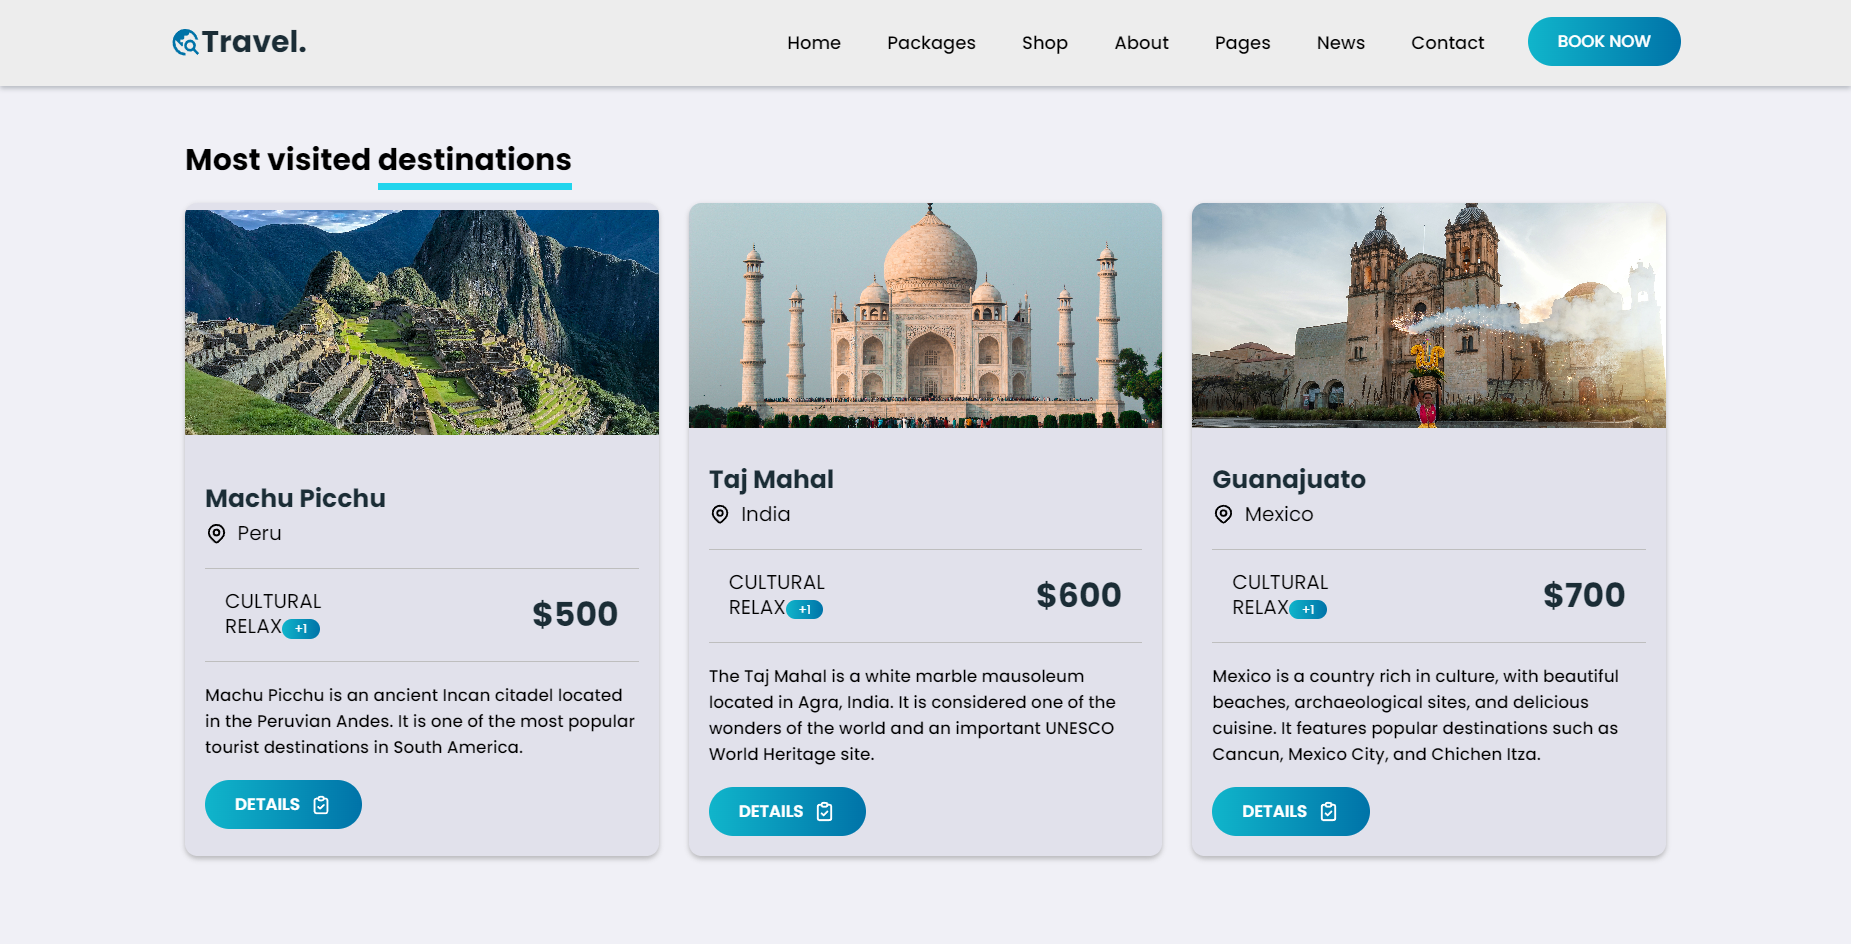 Travel.
Home Packages Shop About Pages News Contact BOOK NOW
Most visited destinations
Machu Picchu
Peru
CULTURAL
RELAX +1
$500
Machu Picchu is an ancient Incan citadel located
in the Peruvian Andes. It is one of the most popular
tourist destinations in South America.
DETAILS
Taj Mahal
India
CULTURAL
RELAX +1
$600
The Taj Mahal is a white marble mausoleum
located in Agra, India. It is considered one of the
wonders of the world and an important UNESCO
World Heritage site.
DETAILS
Guanajuato
Mexico
CULTURAL
RELAX +1
$700
Mexico is a country rich in culture, with beautiful
beaches, archaeological sites, and delicious
cuisine. It features popular destinations such as
Cancun, Mexico City, and Chichen Itza.
DETAILS